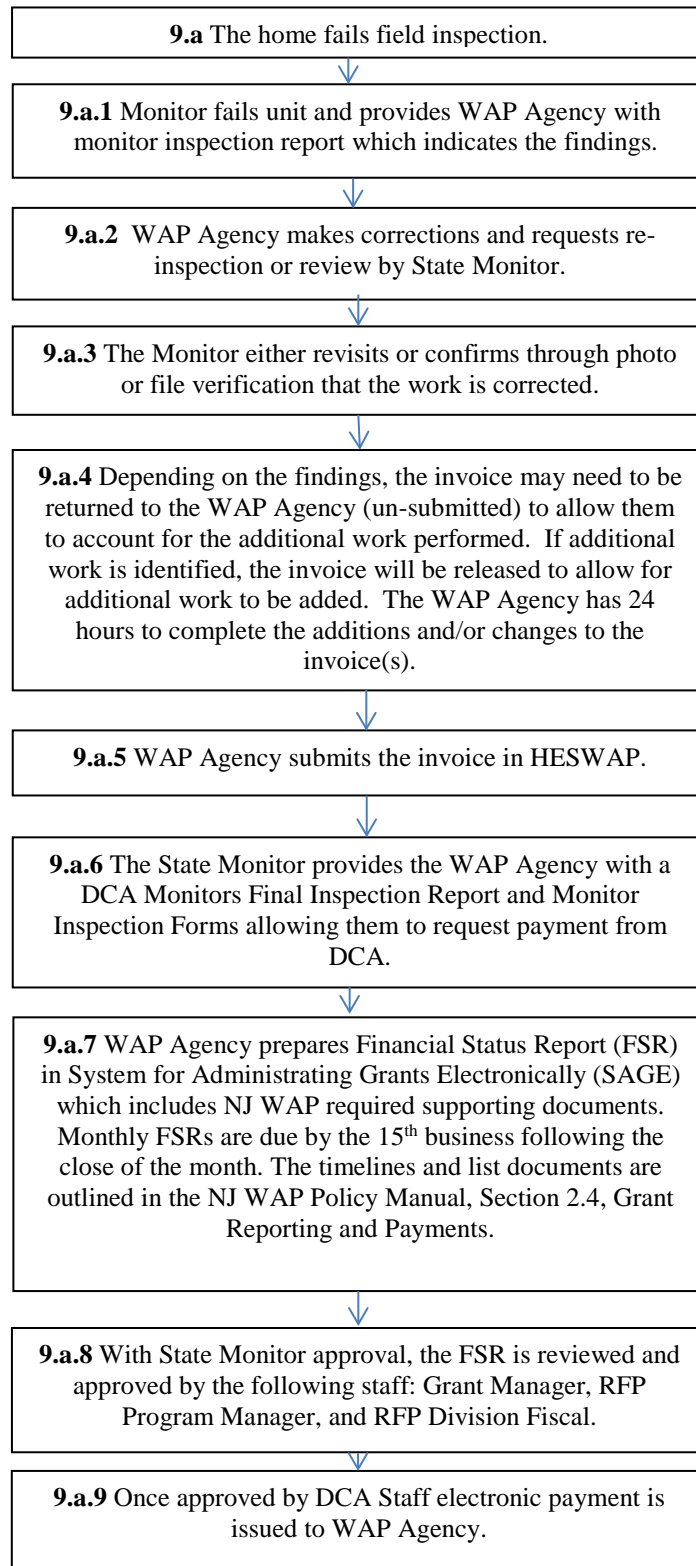 9.a The home fails field inspection.
9.a.1 Monitor fails unit and provides WAP Agency with
monitor inspection report which indicates the findings.
9.a.2 WAP Agency makes corrections and requests re-
inspection or review by State Monitor.
9.a.3 The Monitor either revisits or confirms through photo
or file verification that the work is corrected.
9.a.4 Depending on the findings, the invoice may need to be
returned to the WAP Agency (un-submitted) to allow them
to account for the additional work performed. If additional
work is identified, the invoice will be released to allow for
additional work to be added. The WAP Agency has 24
hours to complete the additions and/or changes to the
invoice(s).
9.a.5 WAP Agency submits the invoice in HESWAP.
9.a.6 The State Monitor provides the WAP Agency with a
DCA Monitors Final Inspection Report and Monitor
Inspection Forms allowing them to request payment from
DCA.
9.a.7 WAP Agency prepares Financial Status Report (FSR)
in System for Administrating Grants Electronically (SAGE)
which includes NJ WAP required supporting documents.
Monthly FSRs are due by the 15th business following the
close of the month. The timelines and list documents are
outlined in the NJ WAP Policy Manual, Section 2.4, Grant
Reporting and Payments.
9.a.8 With State Monitor approval, the FSR is reviewed and
approved by the following staff: Grant Manager, RFP
Program Manager, and RFP Division Fiscal.
9.a.9 Once approved by DCA Staff electronic payment is
issued to WAP Agency.